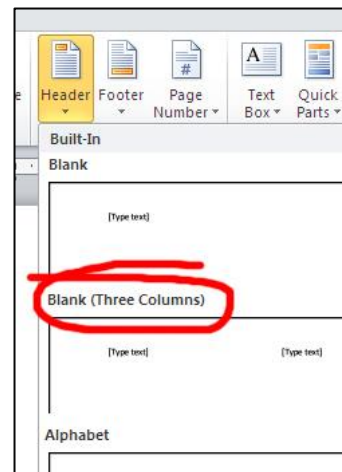 Header Footer Page Number Text Box Quick Parts
Built-In
Blank
[Type text]
Blank (Three Columns)
[Type text] [Type text]
Alphabet